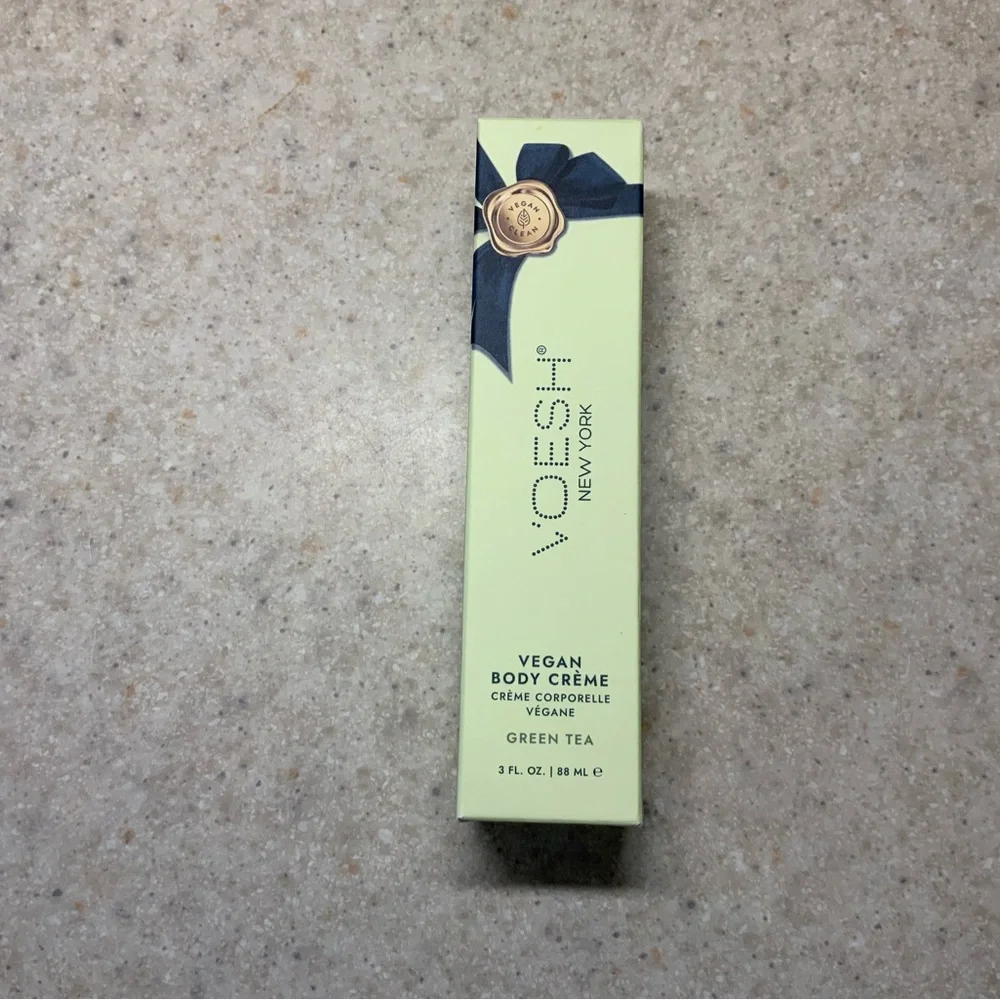 VEGAN
CLEAN
V'OESH®
NEW YORK
VEGAN
BODY CRÈME
CRÈME CORPORELLE
VÉGANE
GREEN TEA
3 FL. OZ. | 88 ML ℮